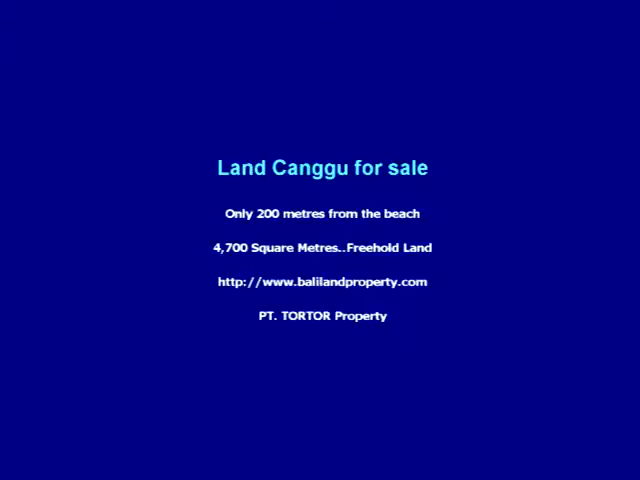 Land Canggu for sale
Only 200 metres from the beach
4,700 Square Metres..Freehold Land
http://www.balilandproperty.com
PT. TORTOR Property